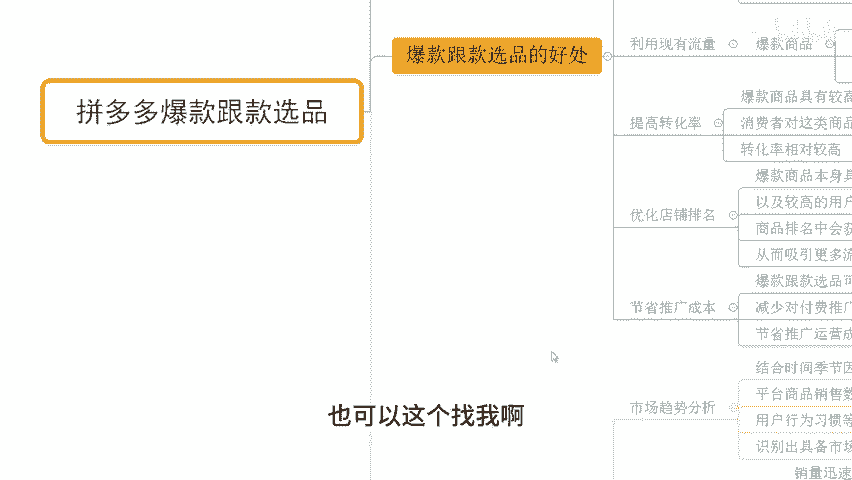 爆款跟款选品的好处
拼多多爆款跟款选品
利用现有流量
爆款商品
爆款商品具有较高
提高转化率
消费者对这类商品
转化率相对较高
爆款商品本身具
以及较高的用户
优化店铺排名
商品排名中会获
从而吸引更多流
爆款跟款选品可
节省推广成本
减少对付费推广
节省推广运营成
结合时间季节因
平台商品销售数
市场趋势分析
用户行为习惯等
识别出具备市场
销量迅速
也可以这个找我啊